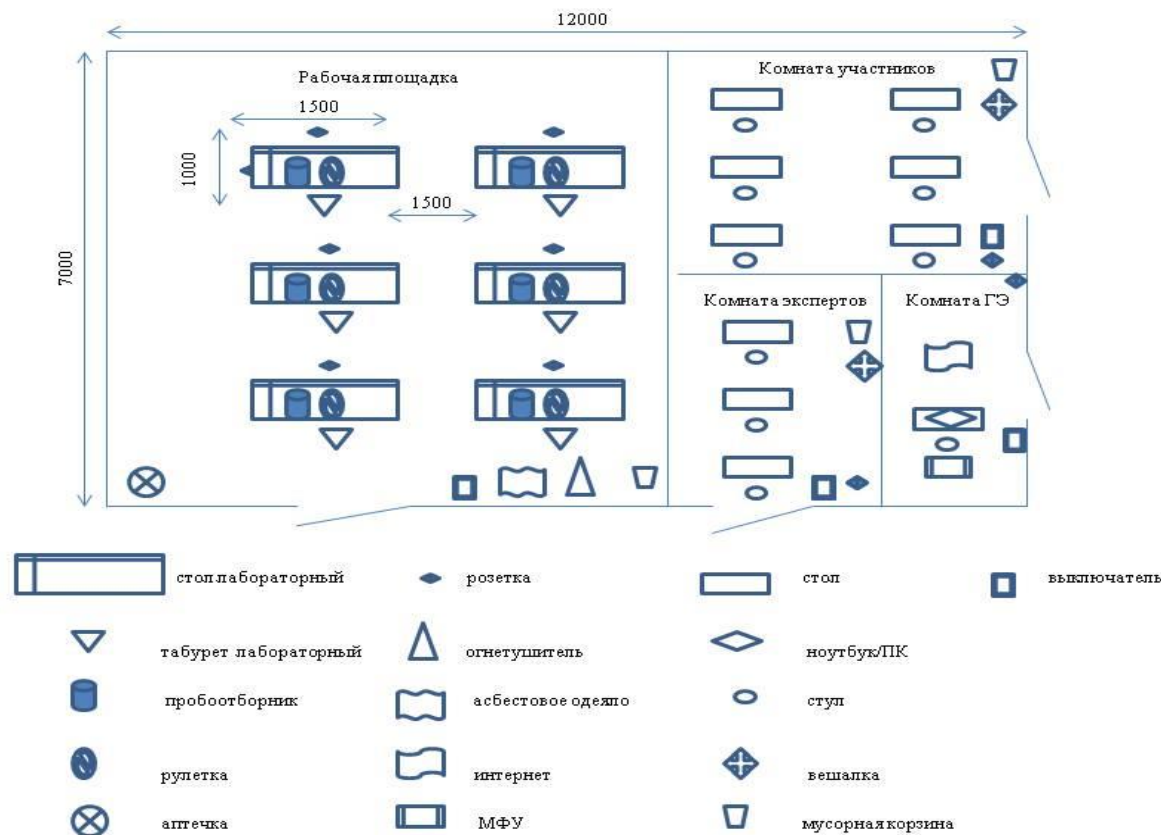 12000
Рабочая площадка
Комната участников
1500
1000
1500
7000
Комната экспертов
Комната ГЭ
стол лабораторный
розетка
стол
выключатель
табурет лабораторный
огнетушитель
ноутбук/ПК
пробоотборник
асбестовое одеяло
стул
рулетка
интернет
вешалка
аптечка
МФУ
мусорная корзина